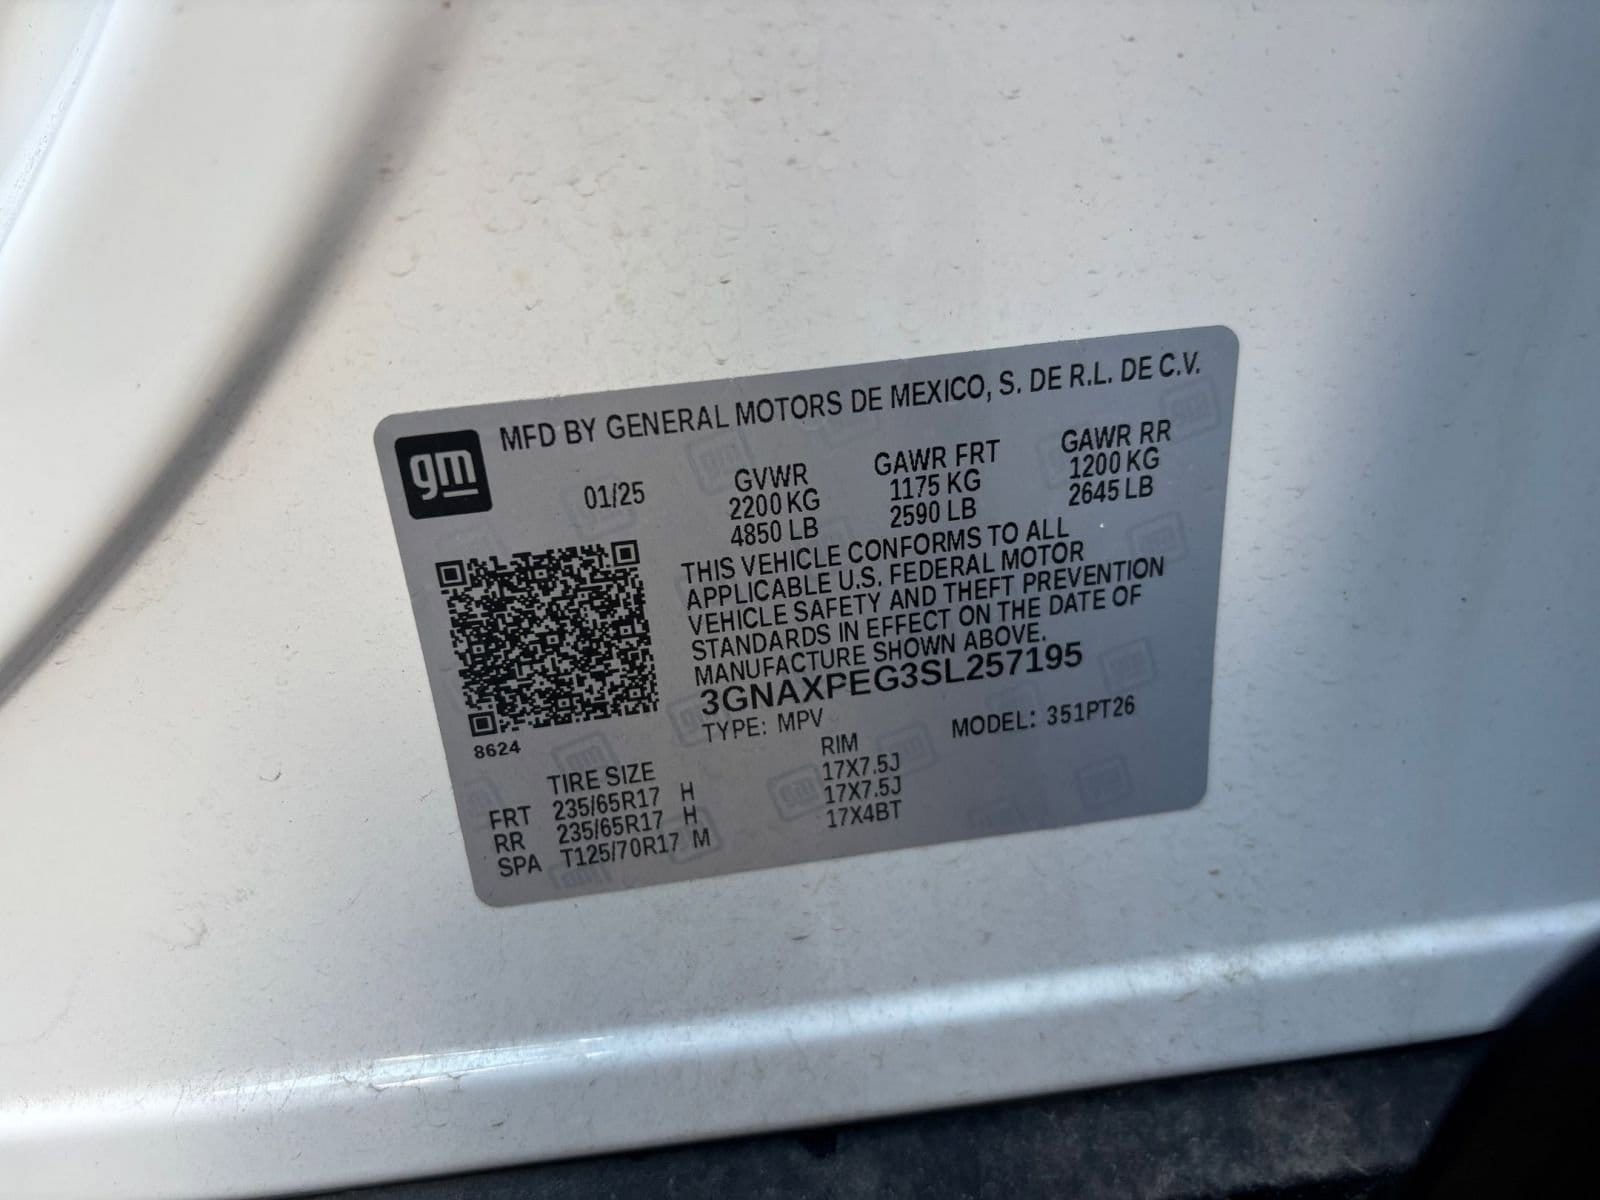 gm
MFD BY GENERAL MOTORS DE MEXICO, S. DE R.L. DE C.V.
01/25
GVWR
2200 KG
4850 LB
GAWR FRT
1175 KG
2590 LB
GAWR RR
1200 KG
2645 LB
THIS VEHICLE CONFORMS TO ALL
APPLICABLE U.S. FEDERAL MOTOR
VEHICLE SAFETY AND THEFT PREVENTION
STANDARDS IN EFFECT ON THE DATE OF
MANUFACTURE SHOWN ABOVE.
3GNAXPEG3SL257195
TYPE: MPV MODEL: 351PT26
8624
TIRE SIZE RIM
FRT 235/65R17 H 17X7.5J
RR 235/65R17 H 17X7.5J
SPA T125/70R17 M 17X4BT